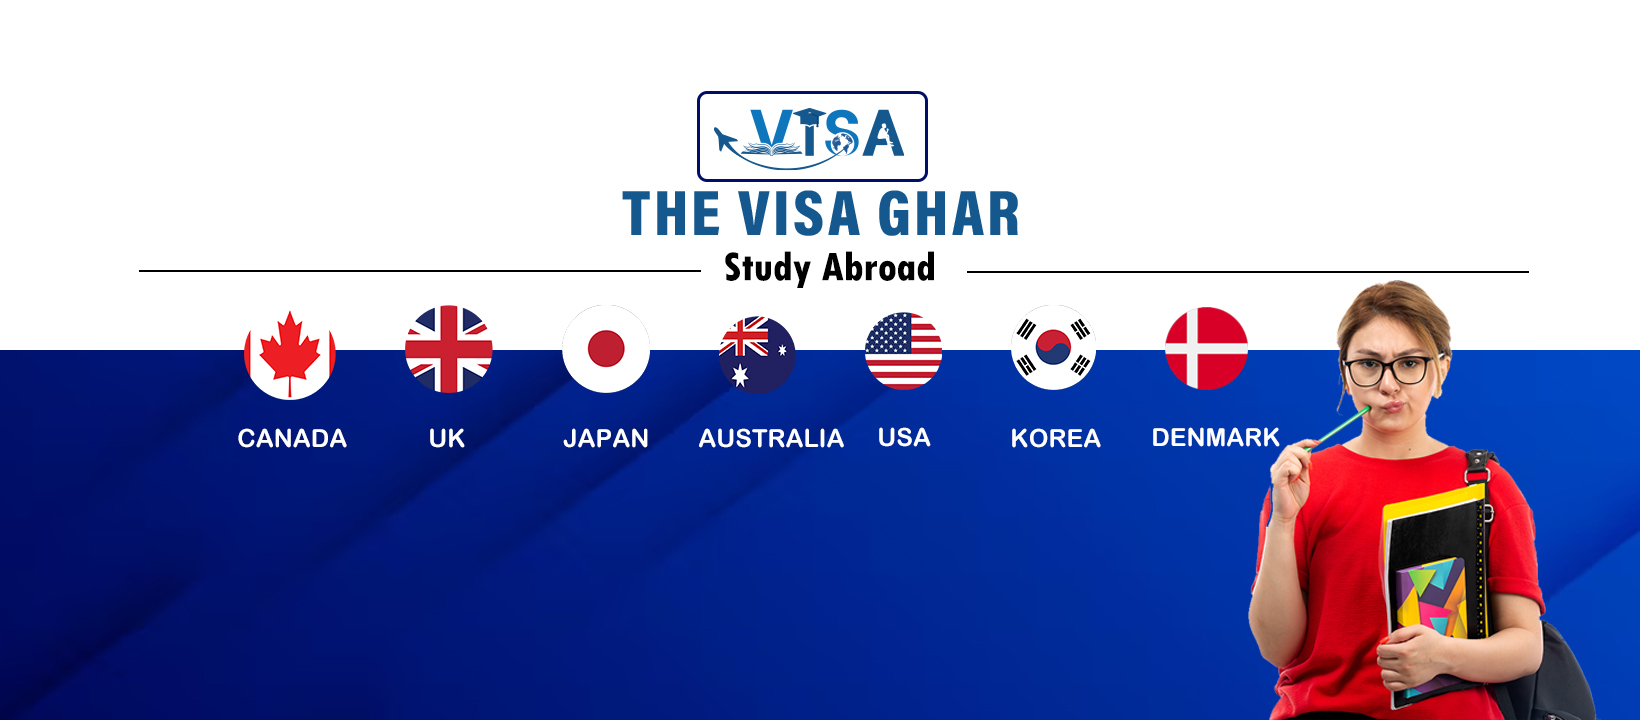 VISA
THE VISA GHAR
Study Abroad
CANADA
UK
JAPAN
AUSTRALIA
USA
KOREA
DENMARK